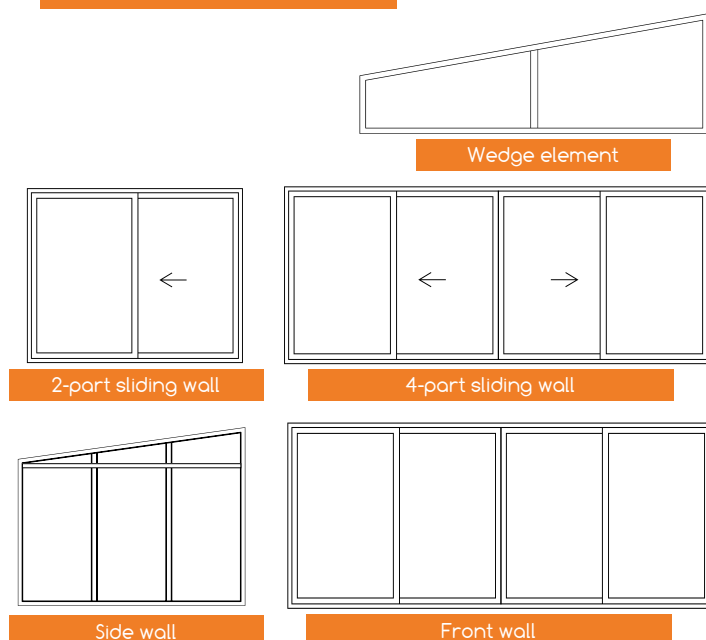 Wedge element
2-part sliding wall
4-part sliding wall
Side wall
Front wall